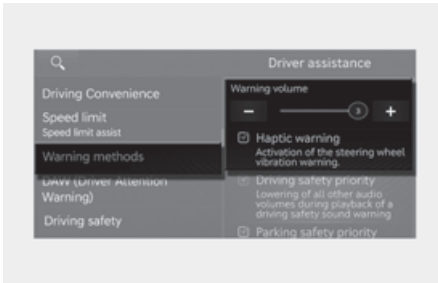 Driver assistance
Driving Convenience
Speed limit
Speed limit assist
Warning methods
DAW (Driver Attention
Warning)
Driving safety
Warning volume
- 3 +
Haptic warning
Activation of the steering wheel
vibration warning.
Driving safety priority
Lowering of all other audio
volumes during playback of a
driving safety sound warning
Parking safety priority